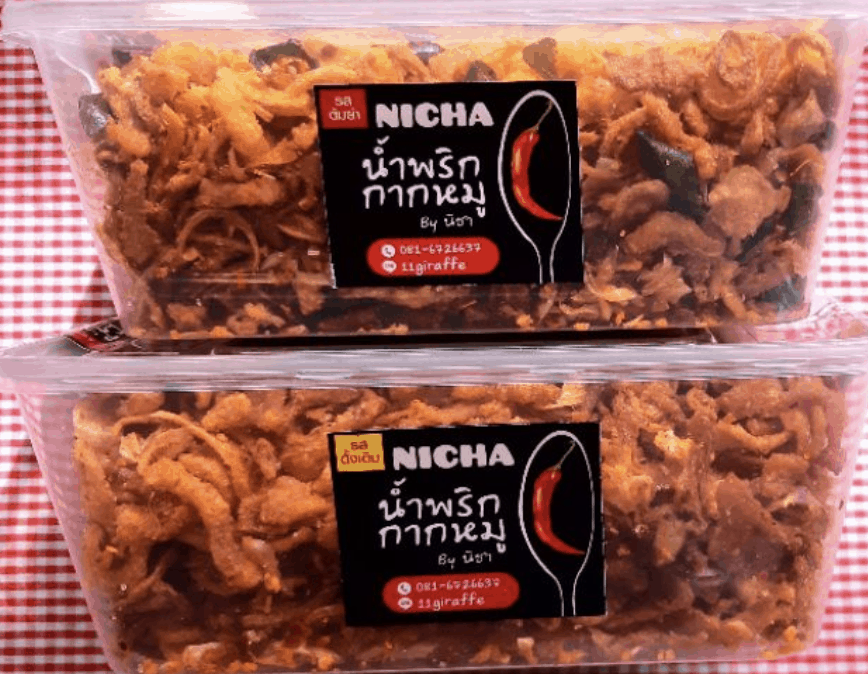 รส
ต้มยำ
NICHA
น้ำพริก
กากหมู
By นิชา
081-6726637
11giraffe
รส
ดั้งเดิม
NICHA
น้ำพริก
กากหมู
By นิชา
081-6726637
11giraffe